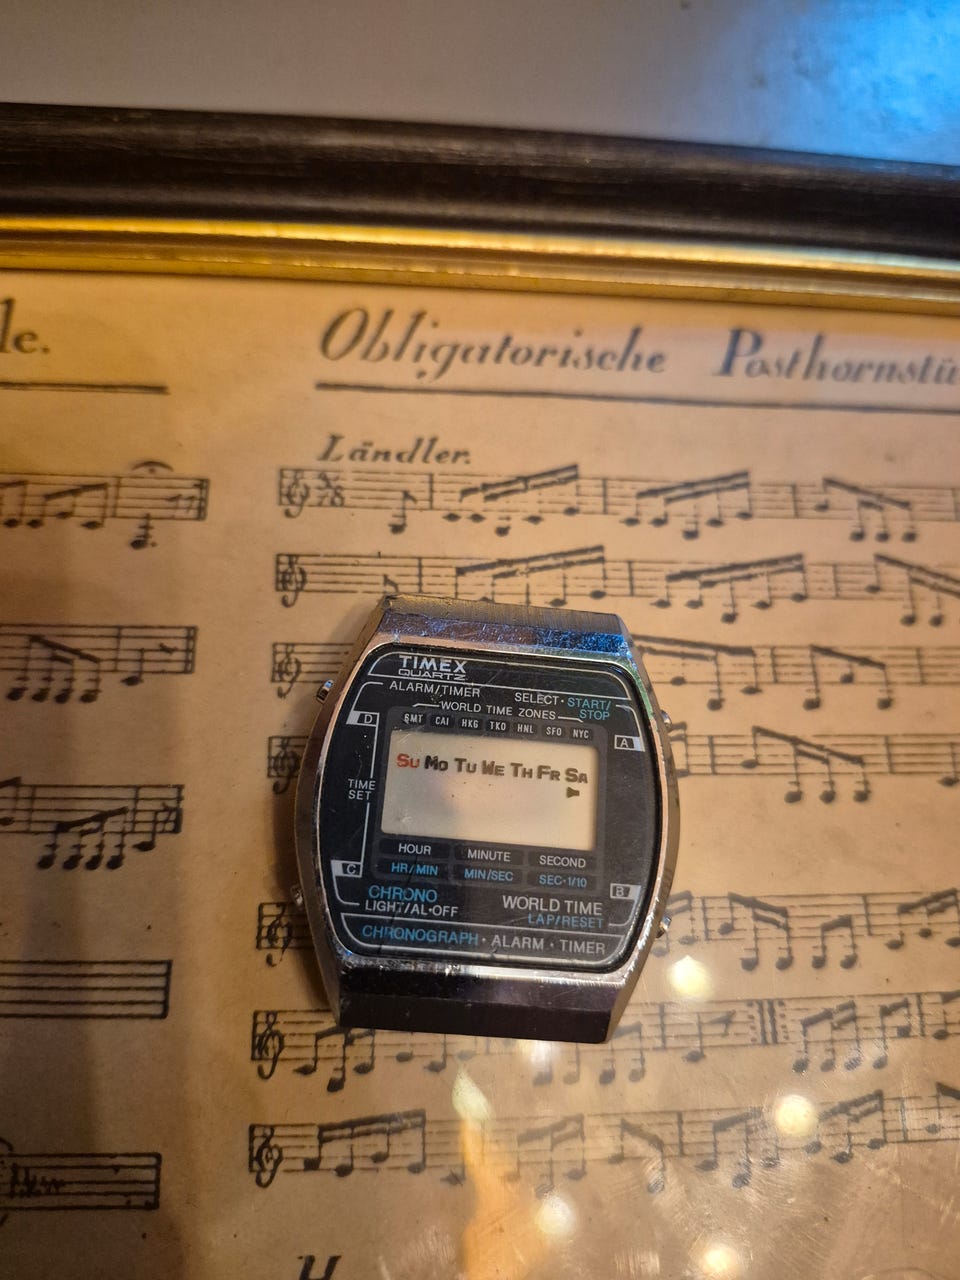 le.
Obligatorische Posthornstü
Ländler.
TIMEX
QUARTZ
ALARM/TIMER
SELECT • START/
STOP
WORLD TIME ZONES
GMT CAI HKG TKO HNL SFO NYC
D
A
SU MO TU WE TH FR SA
TIME
SET
HOUR MINUTE SECOND
HR/MIN MIN/SEC SEC•1/10
C
B
CHRONO
LIGHT/AL•OFF
WORLD TIME
LAP/RESET
CHRONOGRAPH • ALARM • TIMER